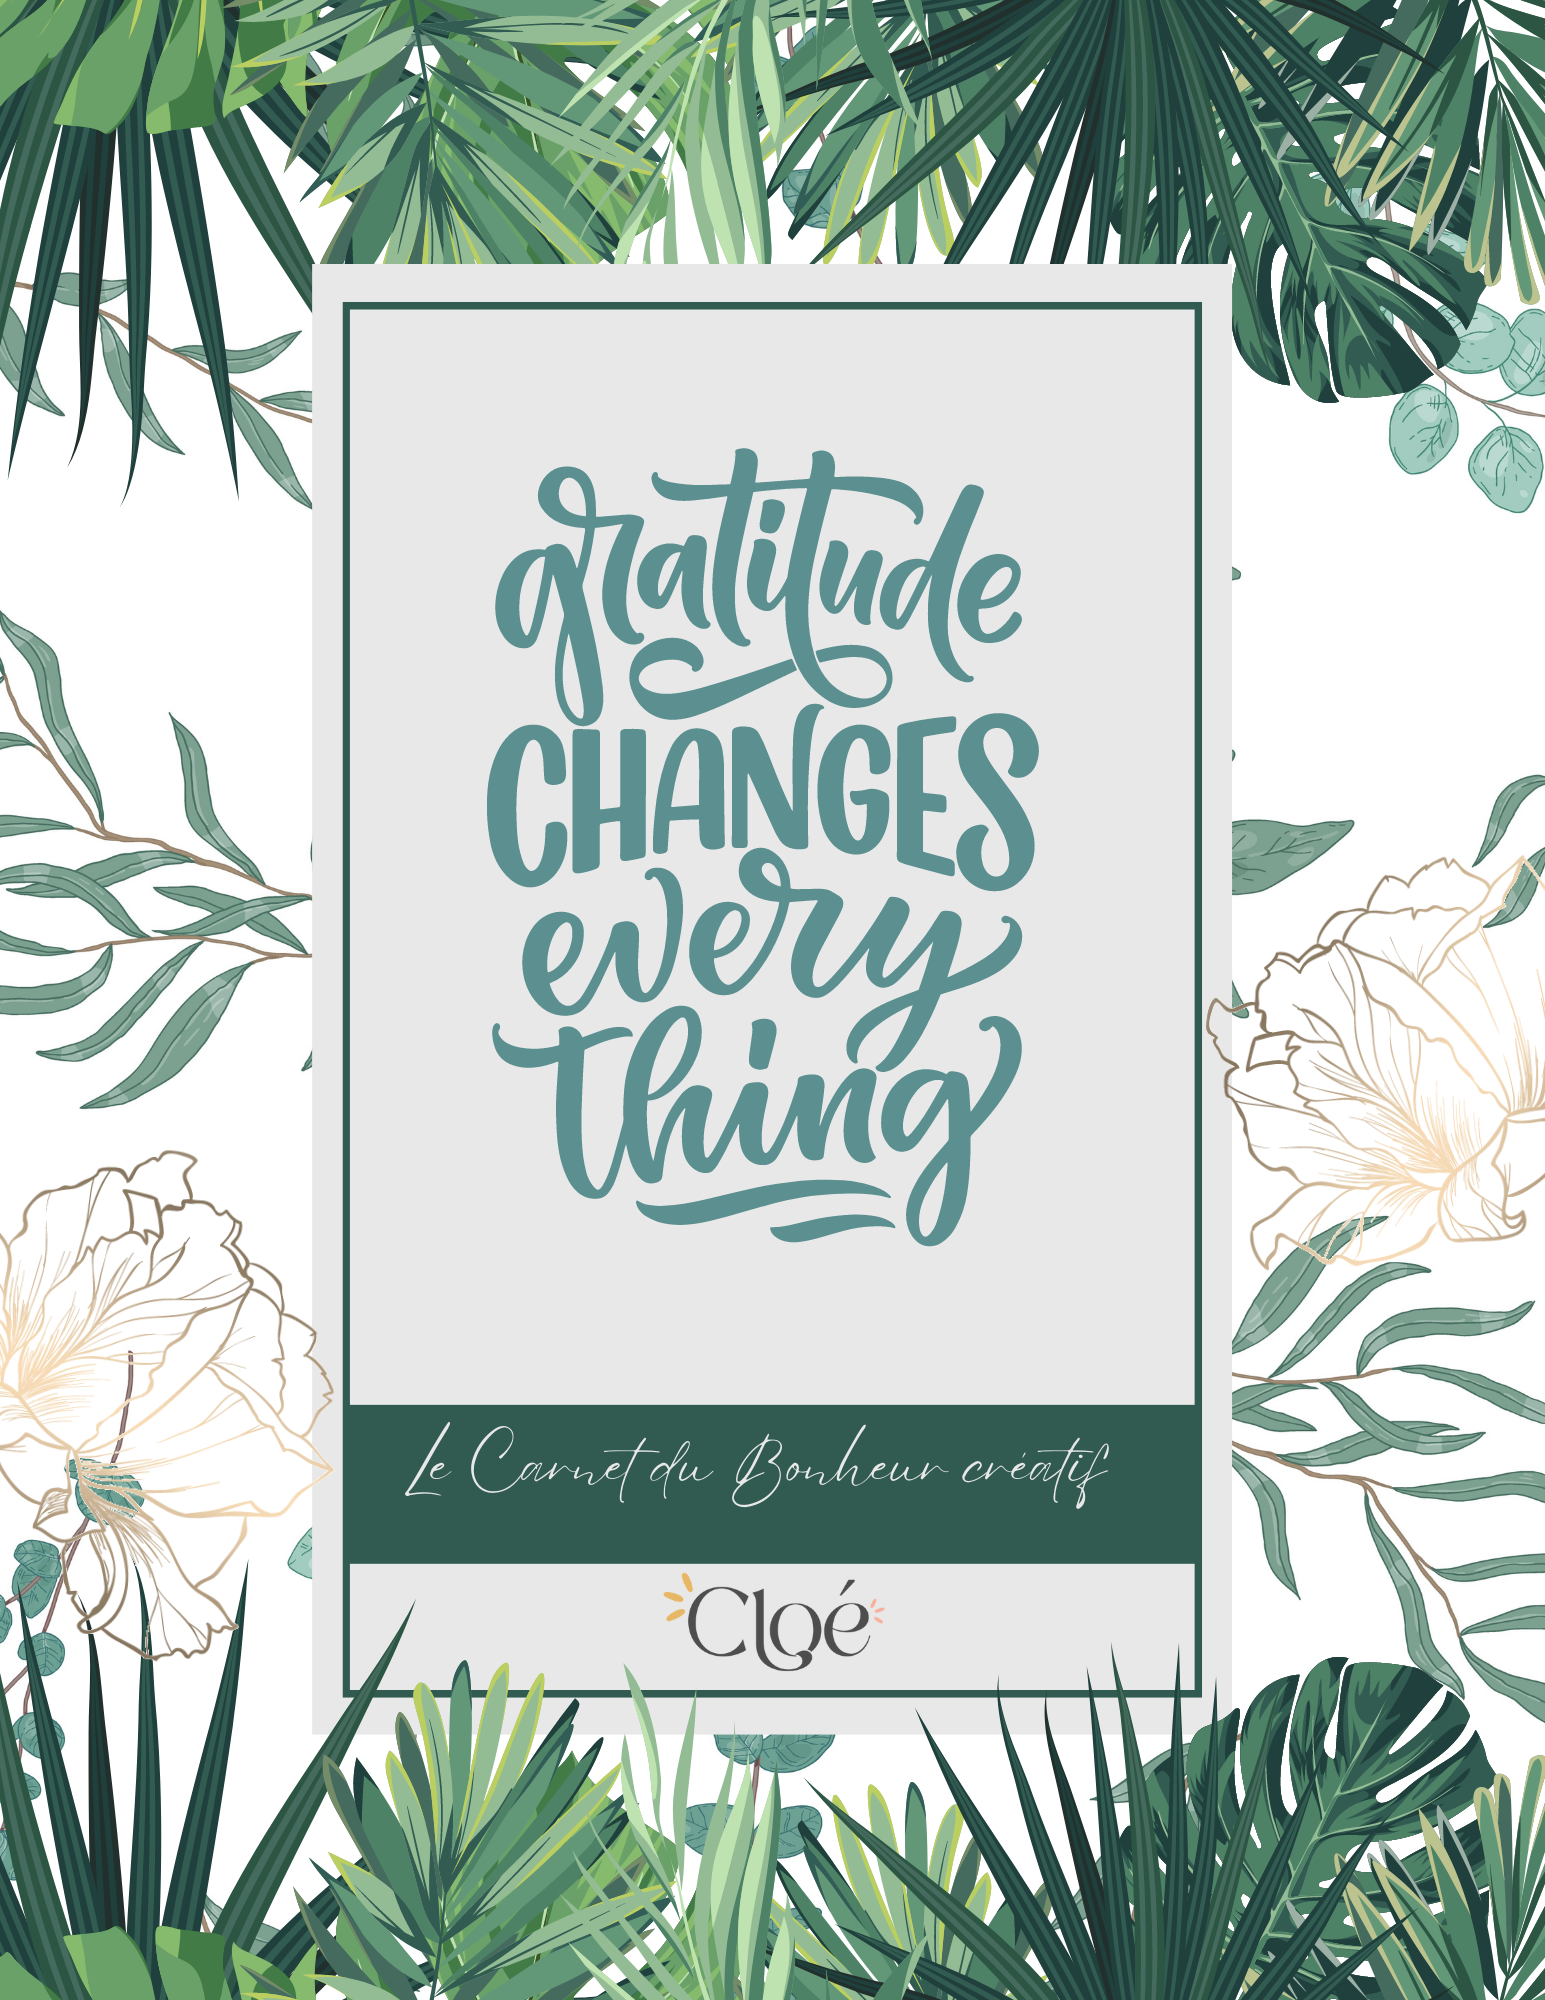 gratitude
CHANGES
every
thing
Le Carnet du Bonheur créatif
Cloé